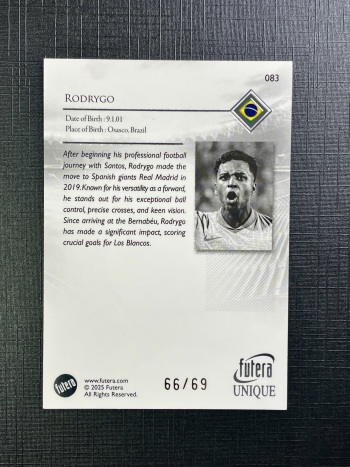 083
RODRYGO
Date of Birth : 9.1.01
Place of Birth : Osasco, Brazil
After beginning his professional football
journey with Santos, Rodrygo made the
move to Spanish giants Real Madrid in
2019. Known for his versatility as a forward,
he stands out for his exceptional ball
control, precise crosses, and keen vision.
Since arriving at the Bernabéu, Rodrygo
has made a significant impact, scoring
crucial goals for Los Blancos.
futera
www.futera.com
© 2025 Futera
All Rights Reserved.
66/69
futera
UNIQUE